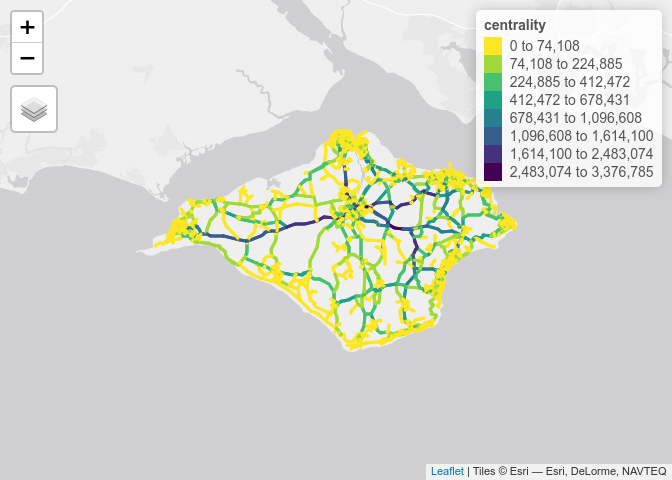 +
−
centrality
0 to 74,108
74,108 to 224,885
224,885 to 412,472
412,472 to 678,431
678,431 to 1,096,608
1,096,608 to 1,614,100
1,614,100 to 2,483,074
2,483,074 to 3,376,785
Leaflet | Tiles © Esri — Esri, DeLorme, NAVTEQ